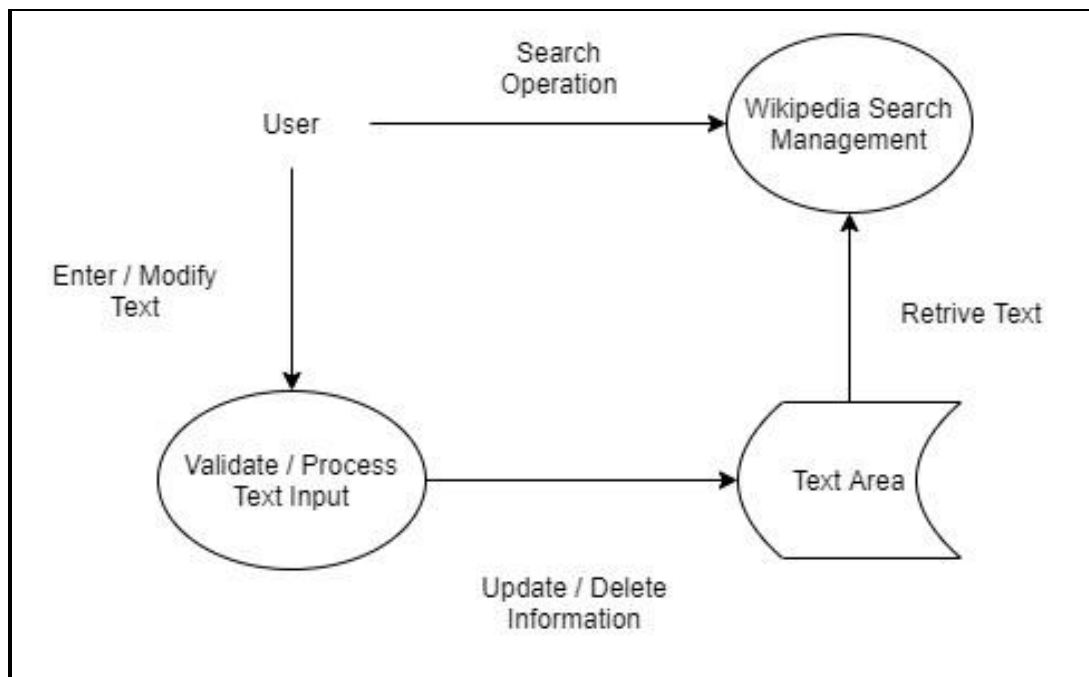 Search
Operation
User
Wikipedia Search
Management
Enter / Modify
Text
Retrive Text
Validate / Process
Text Input
Text Area
Update / Delete
Information